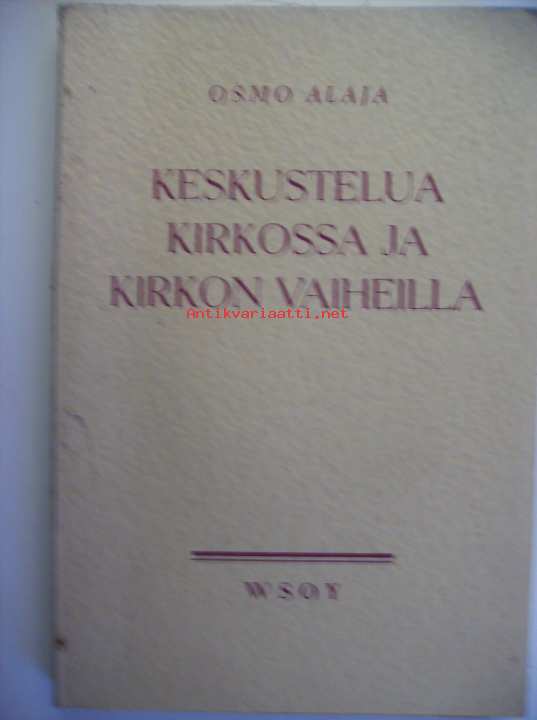 OSMO ALAJA
KESKUSTELUA
KIRKOSSA JA
KIRKON VAIHEILLA
Antikvariaatti.net
WSOY